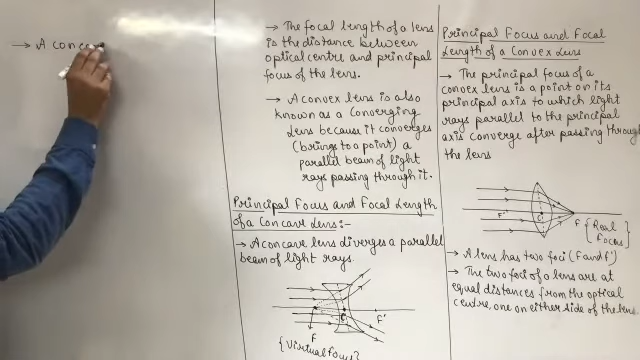 → A conca
→ The focal length of a lens
is the distance between
optical centre and principal
focus of the lens.
→ A convex lens is also
known as a converging
lens because it converges
(brings to a point) a
parallel beam of light
rays passing through it.
Principal Focus and Focal Length
of a Concave Lens:-
→ A concave lens diverges a parallel
beam of light rays.
F
C
F'
{Virtual Focus}
Principal Focus and Focal
Length of a Convex Lens
→ The principal focus of a
convex lens is a point on its
principal axis to which light
rays parallel to the principal
axis converge after passing through
the lens
F'
C
F {Real
Focus}
→ A lens has two foci (F and F')
→ The two foci of a lens are at
equal distances from the optical
centre, one on either side of the lens